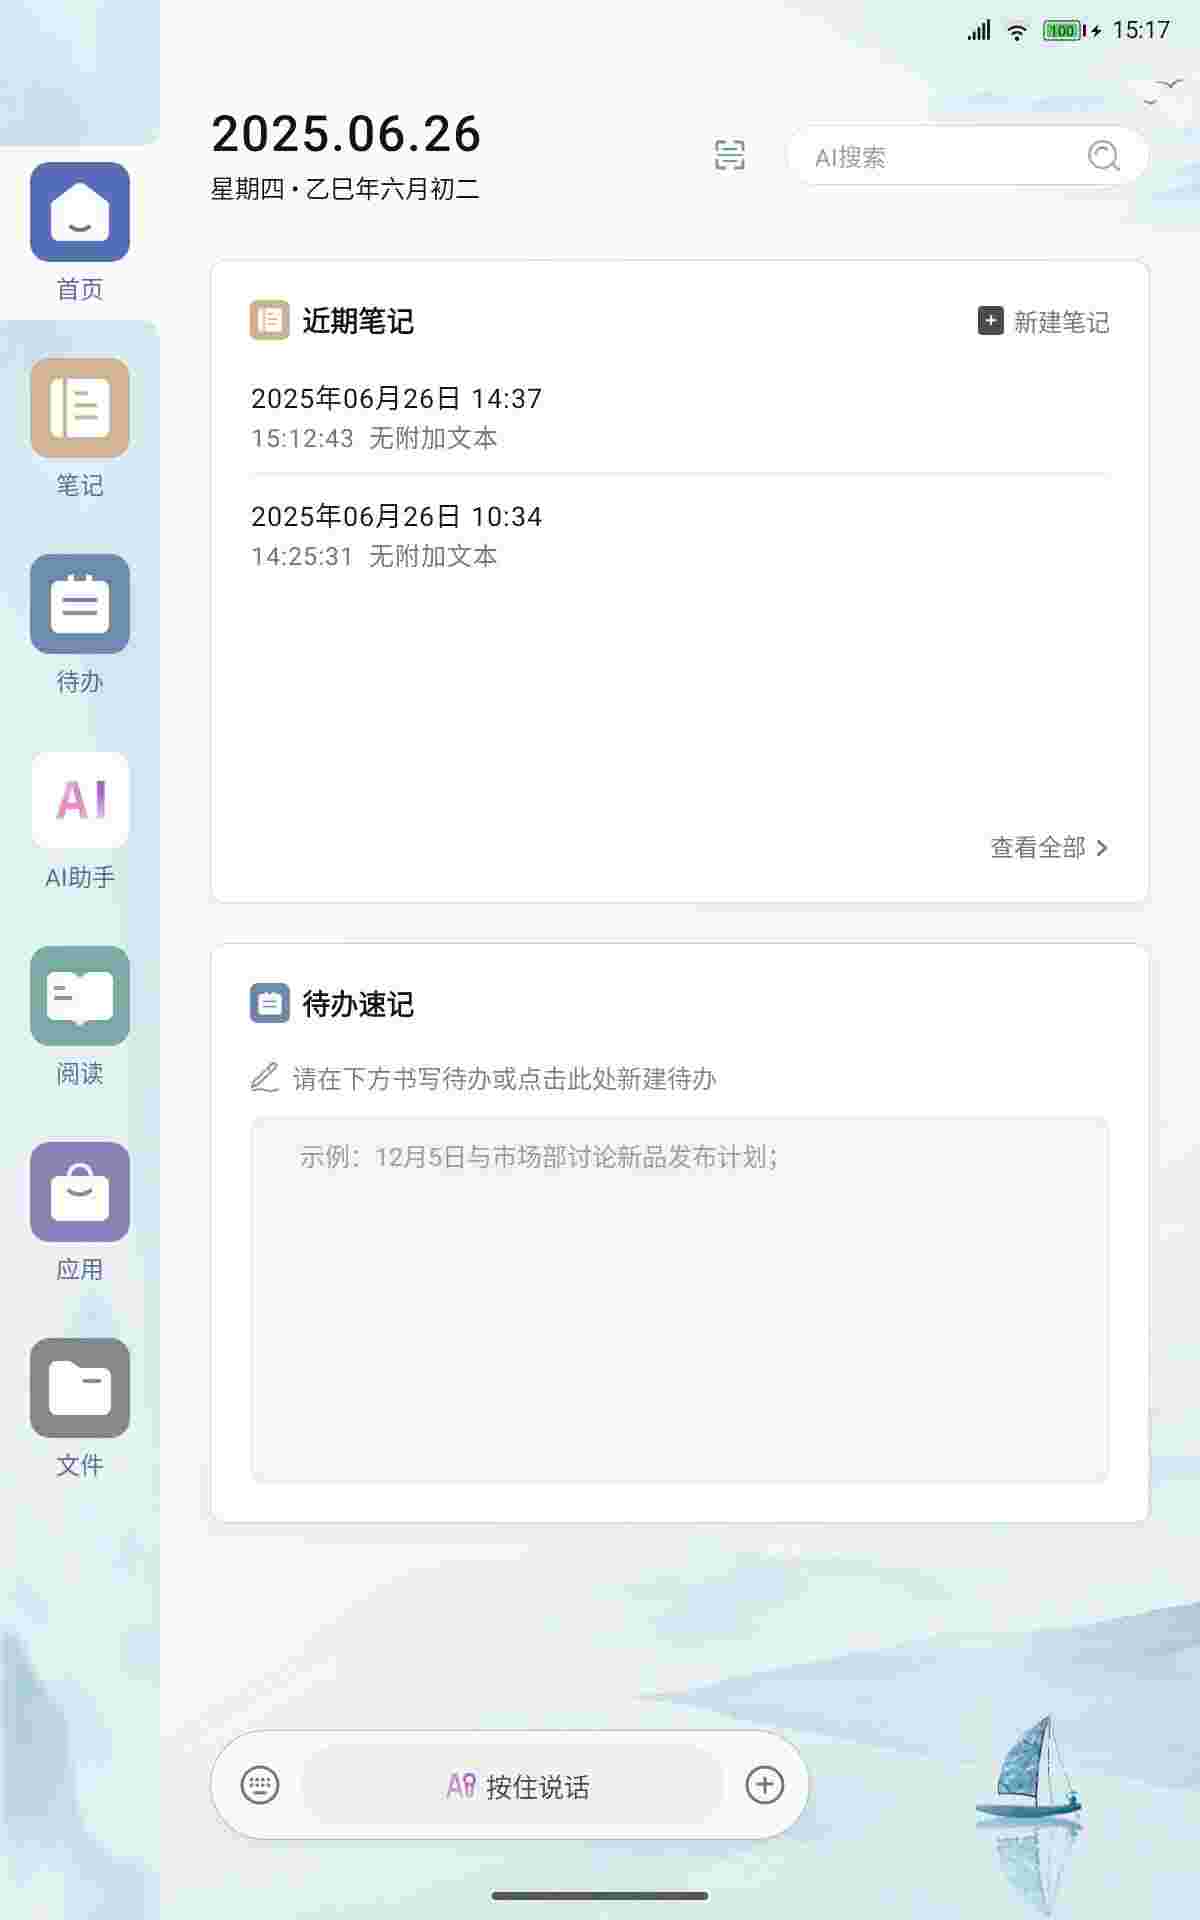 100 15:17
2025.06.26
星期四·乙巳年六月初二
AI搜索
首页
笔记
待办
AI
AI助手
阅读
应用
文件
近期笔记
新建笔记
2025年06月26日 14:37
15:12:43 无附加文本
2025年06月26日 10:34
14:25:31 无附加文本
查看全部
待办速记
请在下方书写待办或点击此处新建待办
示例：12月5日与市场部讨论新品发布计划；
AI 按住说话